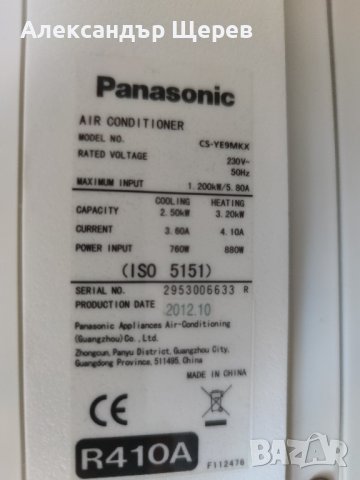 Александър Щерев
Panasonic
AIR CONDITIONER
MODEL NO. CS-YE9MKX
RATED VOLTAGE 230V~
50Hz
MAXIMUM INPUT 1.200kW/5.80A
COOLING HEATING
CAPACITY 2.50kW 3.20kW
CURRENT 3.60A 4.10A
POWER INPUT 760W 880W
(ISO 5151)
SERIAL NO. 2953006633 R
PRODUCTION DATE 2012.10
Panasonic Appliances Air-Conditioning
(Guangzhou) Co., Ltd.
Zhongcun, Panyu District, Guangzhou City,
Guangdong Province, 511495, China
MADE IN CHINA
CE
R410A
F112476
bazar
БГ